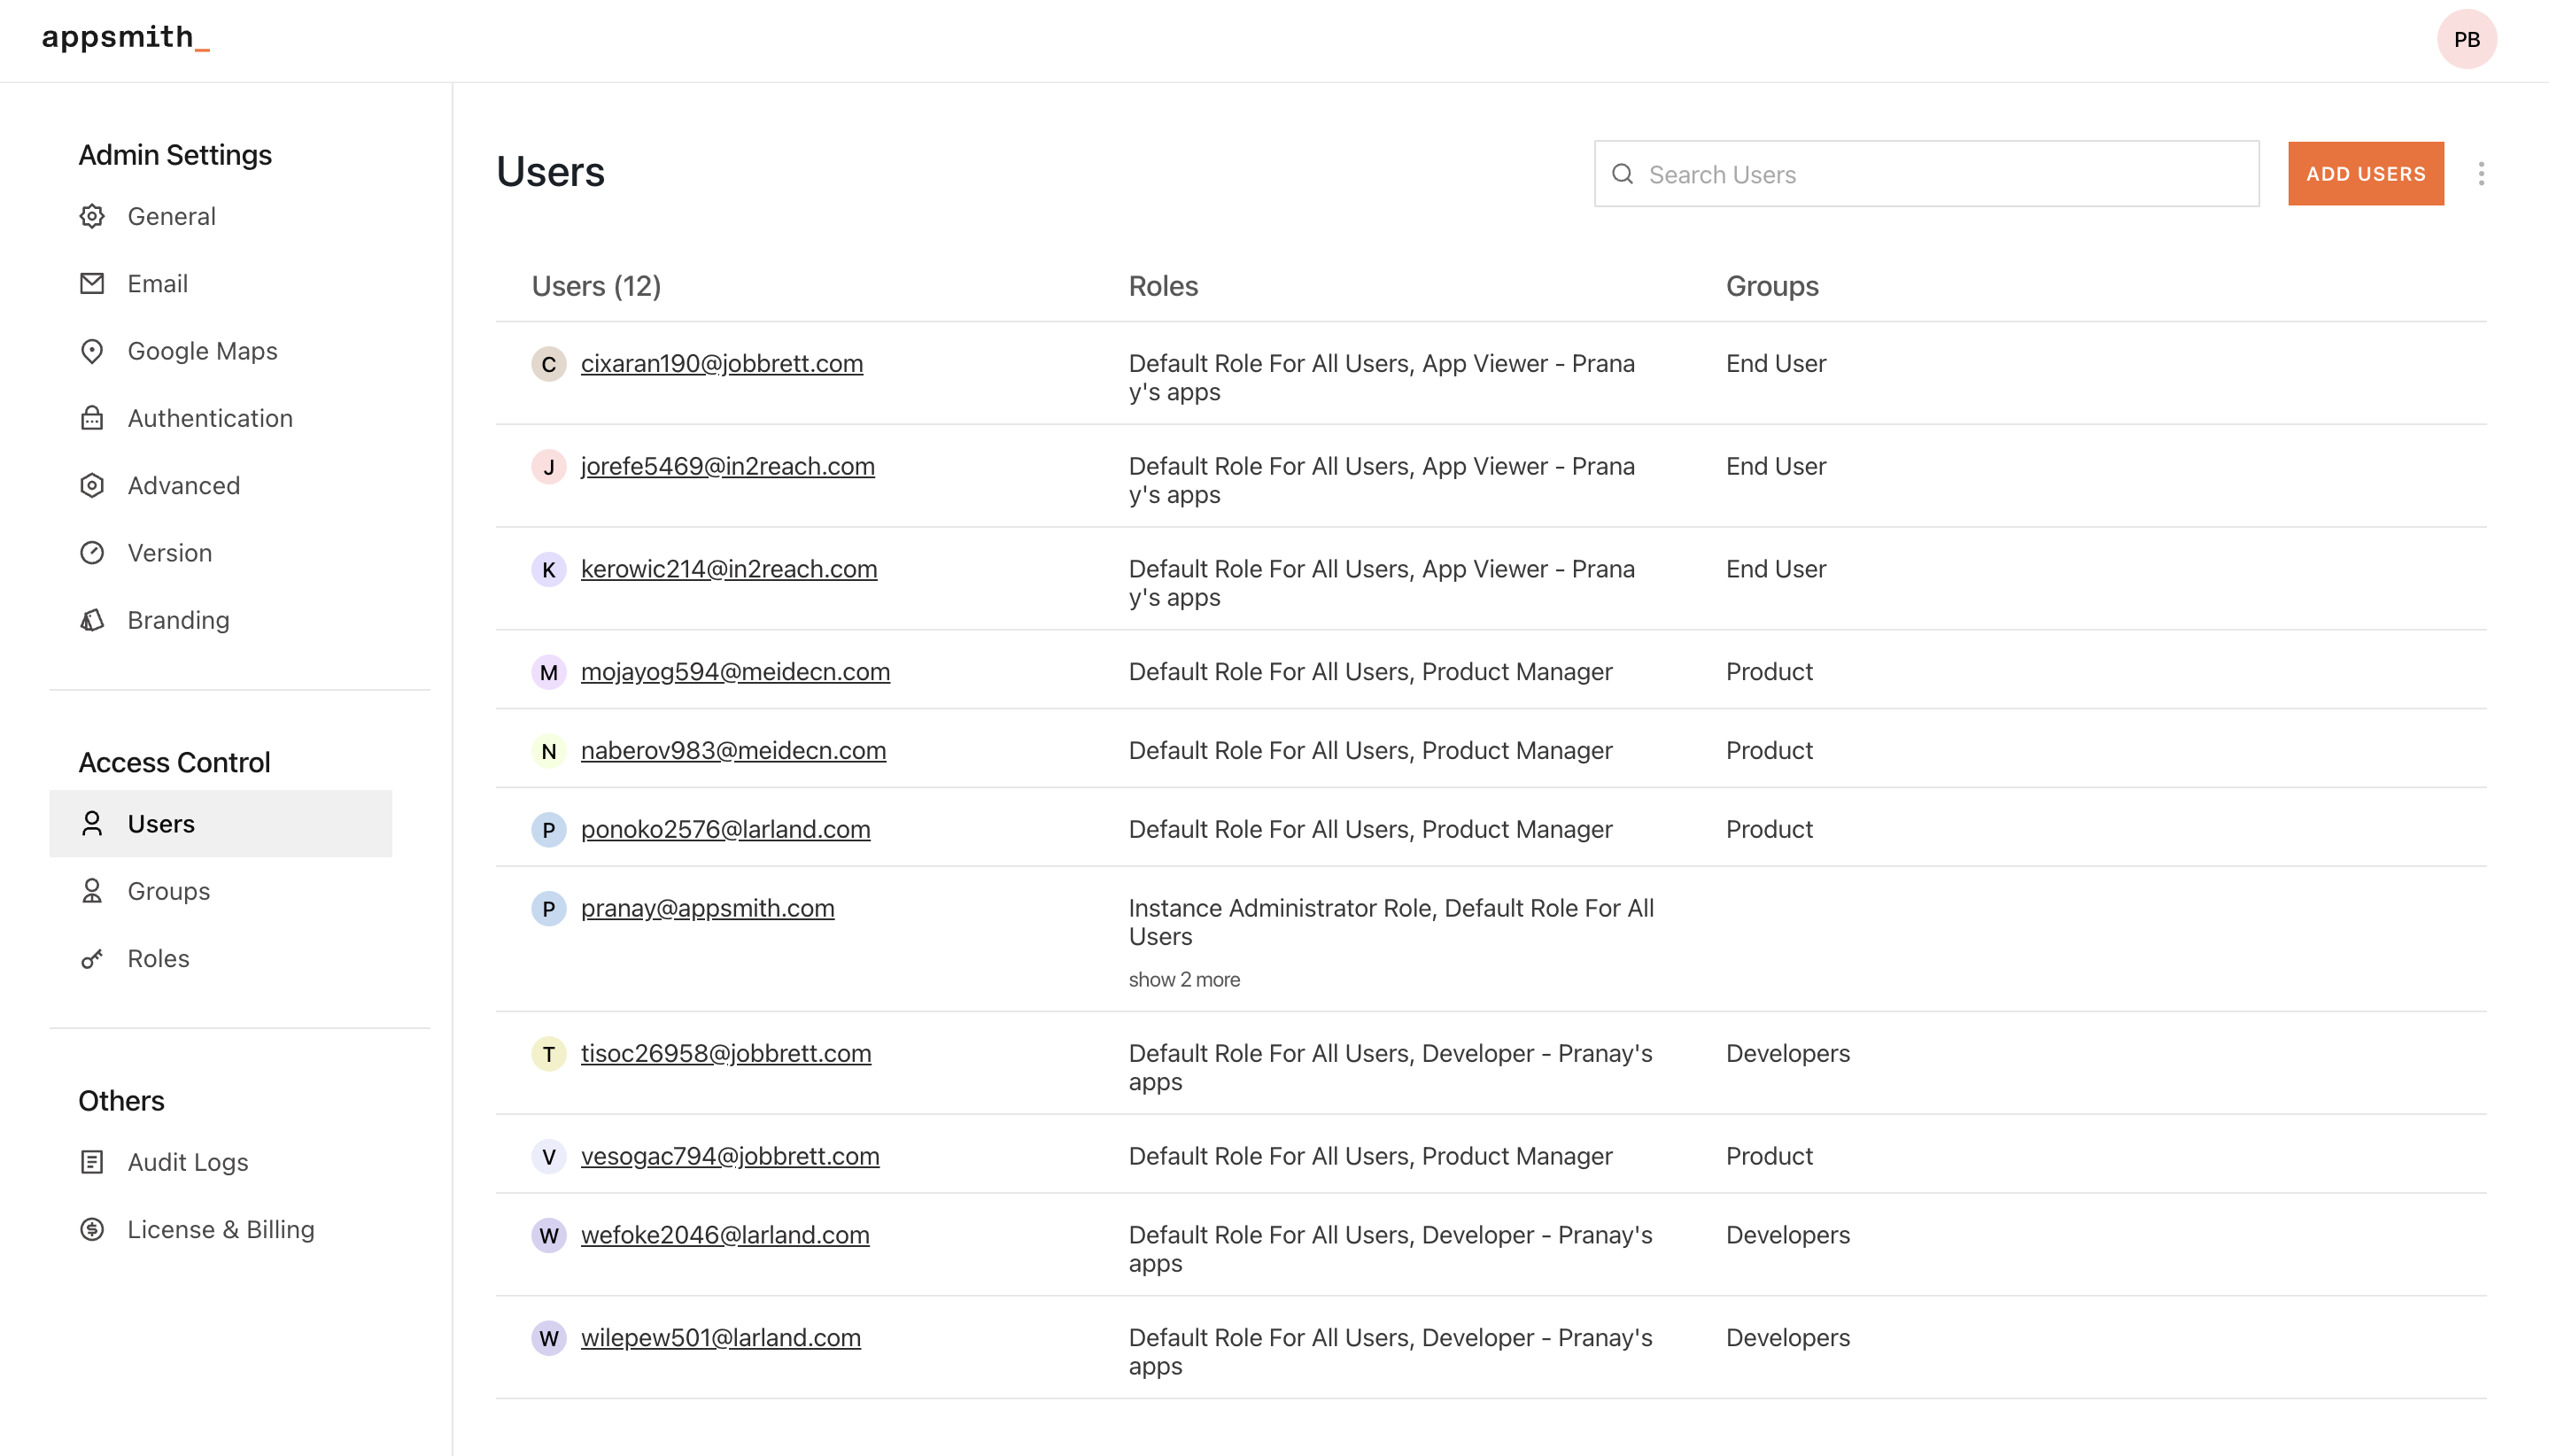 appsmith_
PB
Admin Settings
General
Email
Google Maps
Authentication
Advanced
Version
Branding
Access Control
Users
Groups
Roles
Others
Audit Logs
License & Billing
Users
Search Users
ADD USERS
Users (12)
Roles
Groups
C
cixaran190@jobbrett.com
Default Role For All Users, App Viewer - Prana
y's apps
End User
J
jorefe5469@in2reach.com
Default Role For All Users, App Viewer - Prana
y's apps
End User
K
kerowic214@in2reach.com
Default Role For All Users, App Viewer - Prana
y's apps
End User
M
mojayog594@meidecn.com
Default Role For All Users, Product Manager
Product
N
naberov983@meidecn.com
Default Role For All Users, Product Manager
Product
P
ponoko2576@larland.com
Default Role For All Users, Product Manager
Product
P
pranay@appsmith.com
Instance Administrator Role, Default Role For All
Users
show 2 more
T
tisoc26958@jobbrett.com
Default Role For All Users, Developer - Pranay's
apps
Developers
V
vesogac794@jobbrett.com
Default Role For All Users, Product Manager
Product
W
wefoke2046@larland.com
Default Role For All Users, Developer - Pranay's
apps
Developers
W
wilepew501@larland.com
Default Role For All Users, Developer - Pranay's
apps
Developers